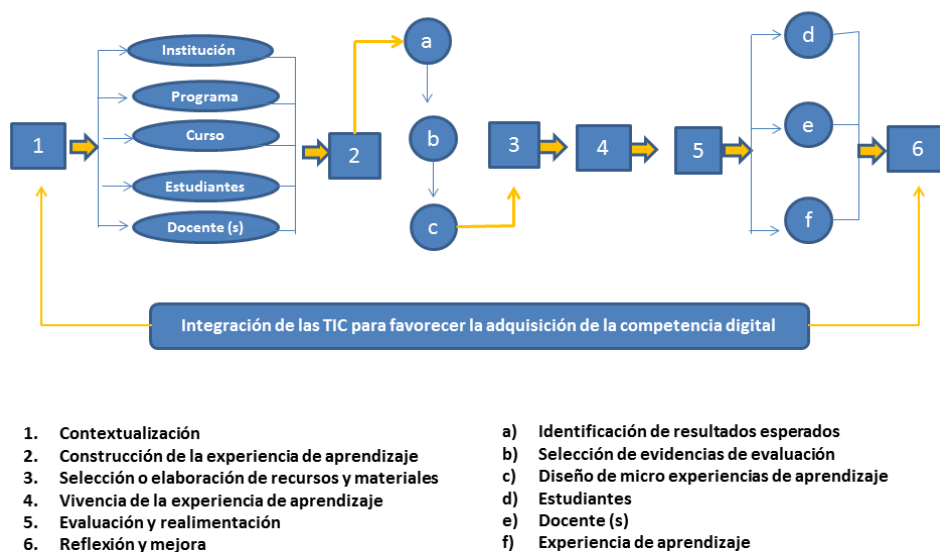 Institución
Programa
Curso
Estudiantes
Docente (s)
1
2
a
b
c
3
4
5
d
e
f
6
Integración de las TIC para favorecer la adquisición de la competencia digital
1. Contextualización
2. Construcción de la experiencia de aprendizaje
3. Selección o elaboración de recursos y materiales
4. Vivencia de la experiencia de aprendizaje
5. Evaluación y realimentación
6. Reflexión y mejora
a) Identificación de resultados esperados
b) Selección de evidencias de evaluación
c) Diseño de micro experiencias de aprendizaje
d) Estudiantes
e) Docente (s)
f) Experiencia de aprendizaje